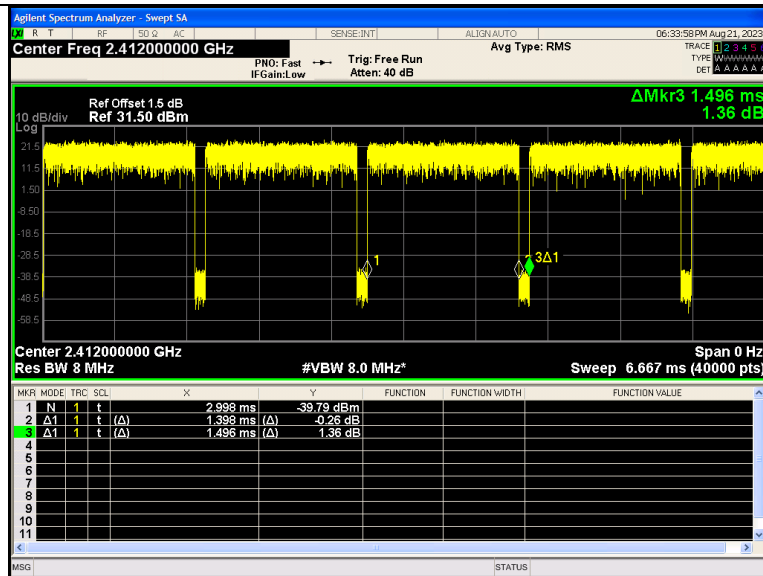 Agilent Spectrum Analyzer - Swept SA
LXI R T RF 50 Ω AC SENSE:INT ALIGN AUTO 06:33:58 PM Aug 21, 2023
Center Freq 2.412000000 GHz Avg Type: RMS TRACE 1 2 3 4 5
PNO: Fast Trig: Free Run TYPE W
IFGain:Low Atten: 40 dB DET A A A A A
ΔMkr3 1.496 ms
1.36 dB
Ref Offset 1.5 dB
10 dB/div Ref 31.50 dBm
Log
21.5
11.5
1.50
-8.50
-18.5
-28.5
1
3Δ1
-38.5
-48.5
-58.5
Center 2.412000000 GHz Span 0 Hz
Res BW 8 MHz #VBW 8.0 MHz* Sweep 6.667 ms (40000 pts)
MKR MODE TRC SCL X Y FUNCTION FUNCTION WIDTH FUNCTION VALUE
1 N 1 t 2.998 ms -39.79 dBm
2 Δ1 1 t (Δ) 1.398 ms (Δ) -0.26 dB
3 Δ1 1 t (Δ) 1.496 ms (Δ) 1.36 dB
4
5
6
7
8
9
10
11
MSG STATUS